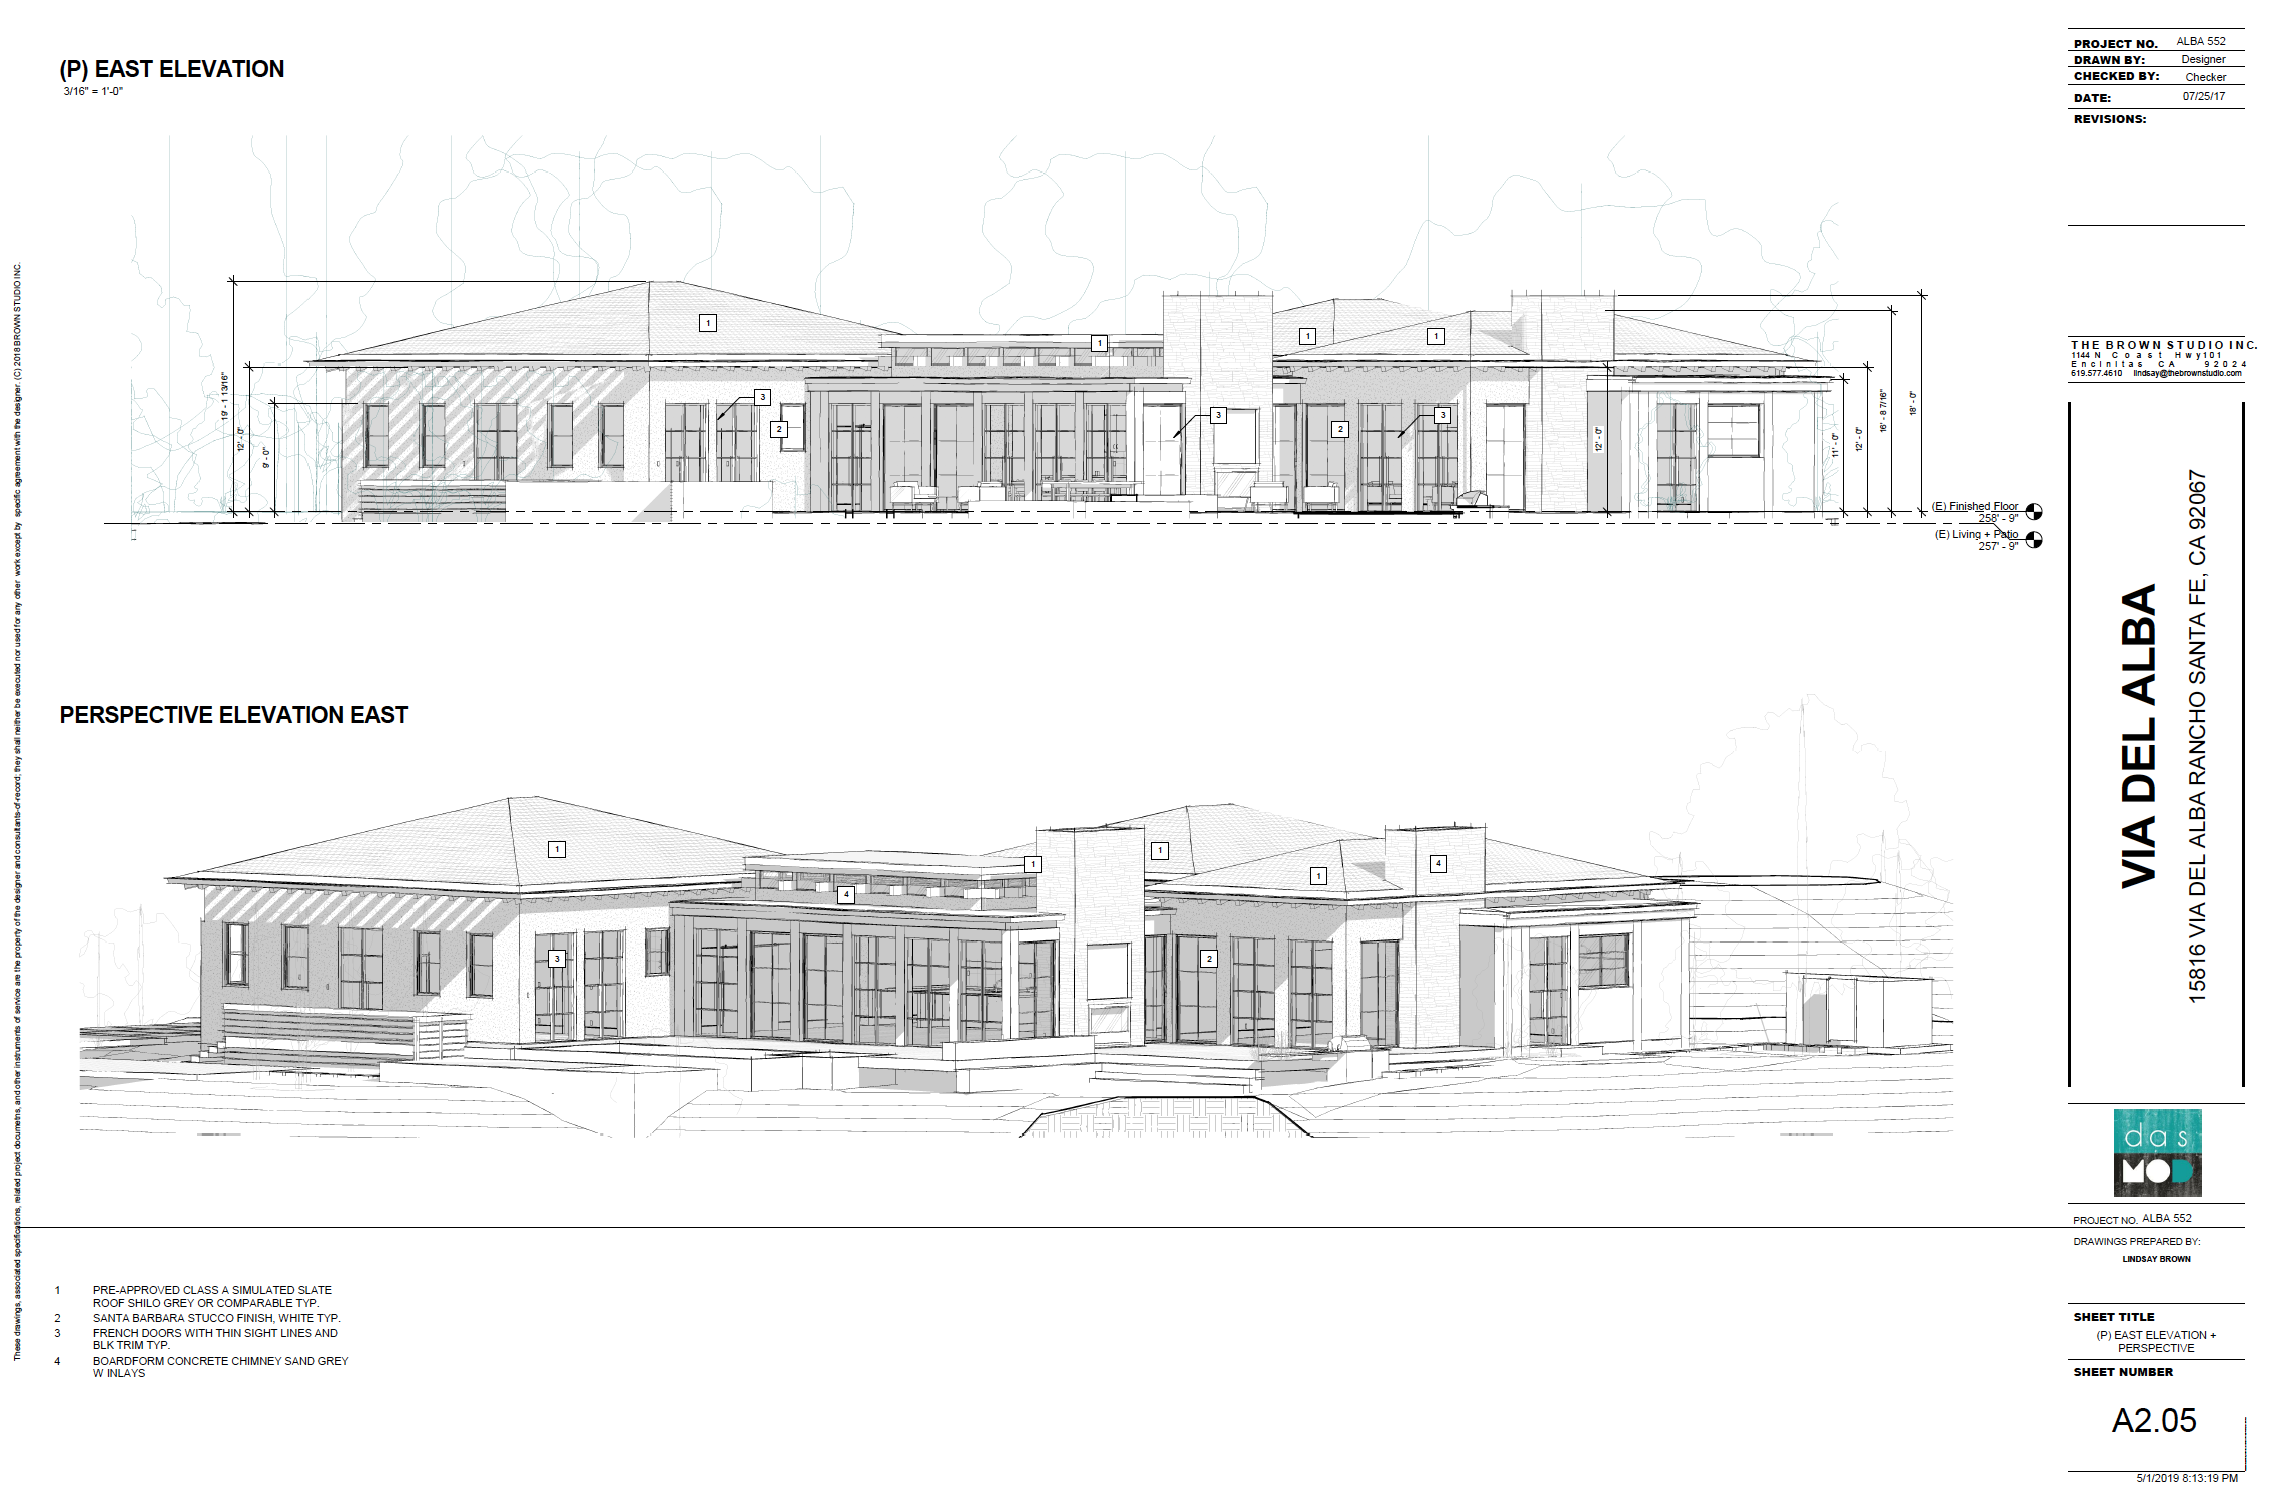 (P) EAST ELEVATION
3/16" = 1'-0"
PROJECT NO. ALBA 552
DRAWN BY: Designer
CHECKED BY: Checker
DATE: 07/25/17
REVISIONS:
THE BROWN STUDIO INC.
1144 N Coast Hwy101
Encinitas CA 92024
619.577.4610 lindsay@thebrownstudio.com
1
1
1
1
3
2
3
2
3
19' - 1 13/16"
12' - 0"
9' - 0"
12' - 0"
11' - 0"
12' - 0"
16' - 8 7/16"
18' - 0"
(E) Finished Floor
258' - 9"
(E) Living + Patio
257' - 9"
PERSPECTIVE ELEVATION EAST
1
1
1
1
4
4
3
2
VIA DEL ALBA
15816 VIA DEL ALBA RANCHO SANTA FE, CA 92067
das
MOD
PROJECT NO. ALBA 552
DRAWINGS PREPARED BY:
LINDSAY BROWN
1 PRE-APPROVED CLASS A SIMULATED SLATE
ROOF SHILO GREY OR COMPARABLE TYP.
2 SANTA BARBARA STUCCO FINISH, WHITE TYP.
3 FRENCH DOORS WITH THIN SIGHT LINES AND
BLK TRIM TYP.
4 BOARDFORM CONCRETE CHIMNEY SAND GREY
W INLAYS
SHEET TITLE
(P) EAST ELEVATION +
PERSPECTIVE
SHEET NUMBER
A2.05
5/1/2019 8:13:19 PM
These drawings, associated specifications, related project documetns, and other instruments of service are the property of the designer and consultants-of-record; they shall neither be executed nor used for any other work except by specific agreement with the designer. (C) 2018 BROWN STUDIO INC.